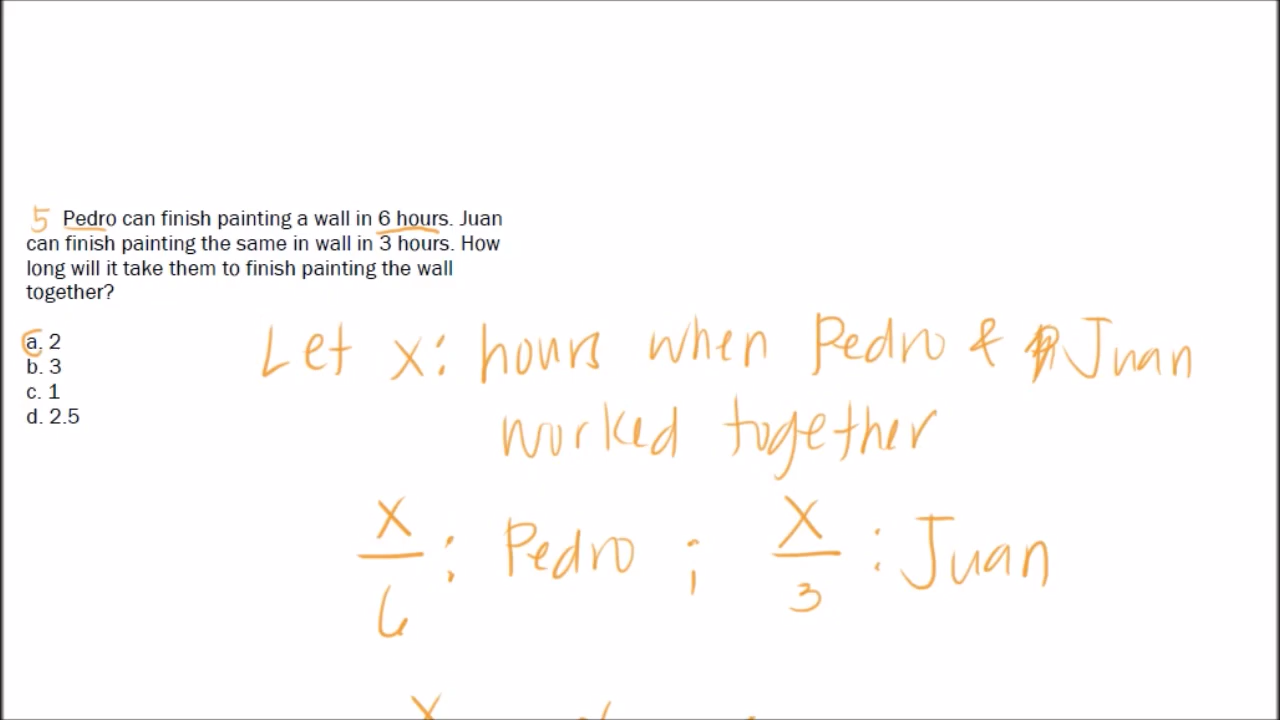 5 Pedro can finish painting a wall in 6 hours. Juan
can finish painting the same in wall in 3 hours. How
long will it take them to finish painting the wall
together?
a. 2
b. 3
c. 1
d. 2.5
Let x: hours when Pedro & Juan
worked together
x/6 : Pedro ; x/3 : Juan
x